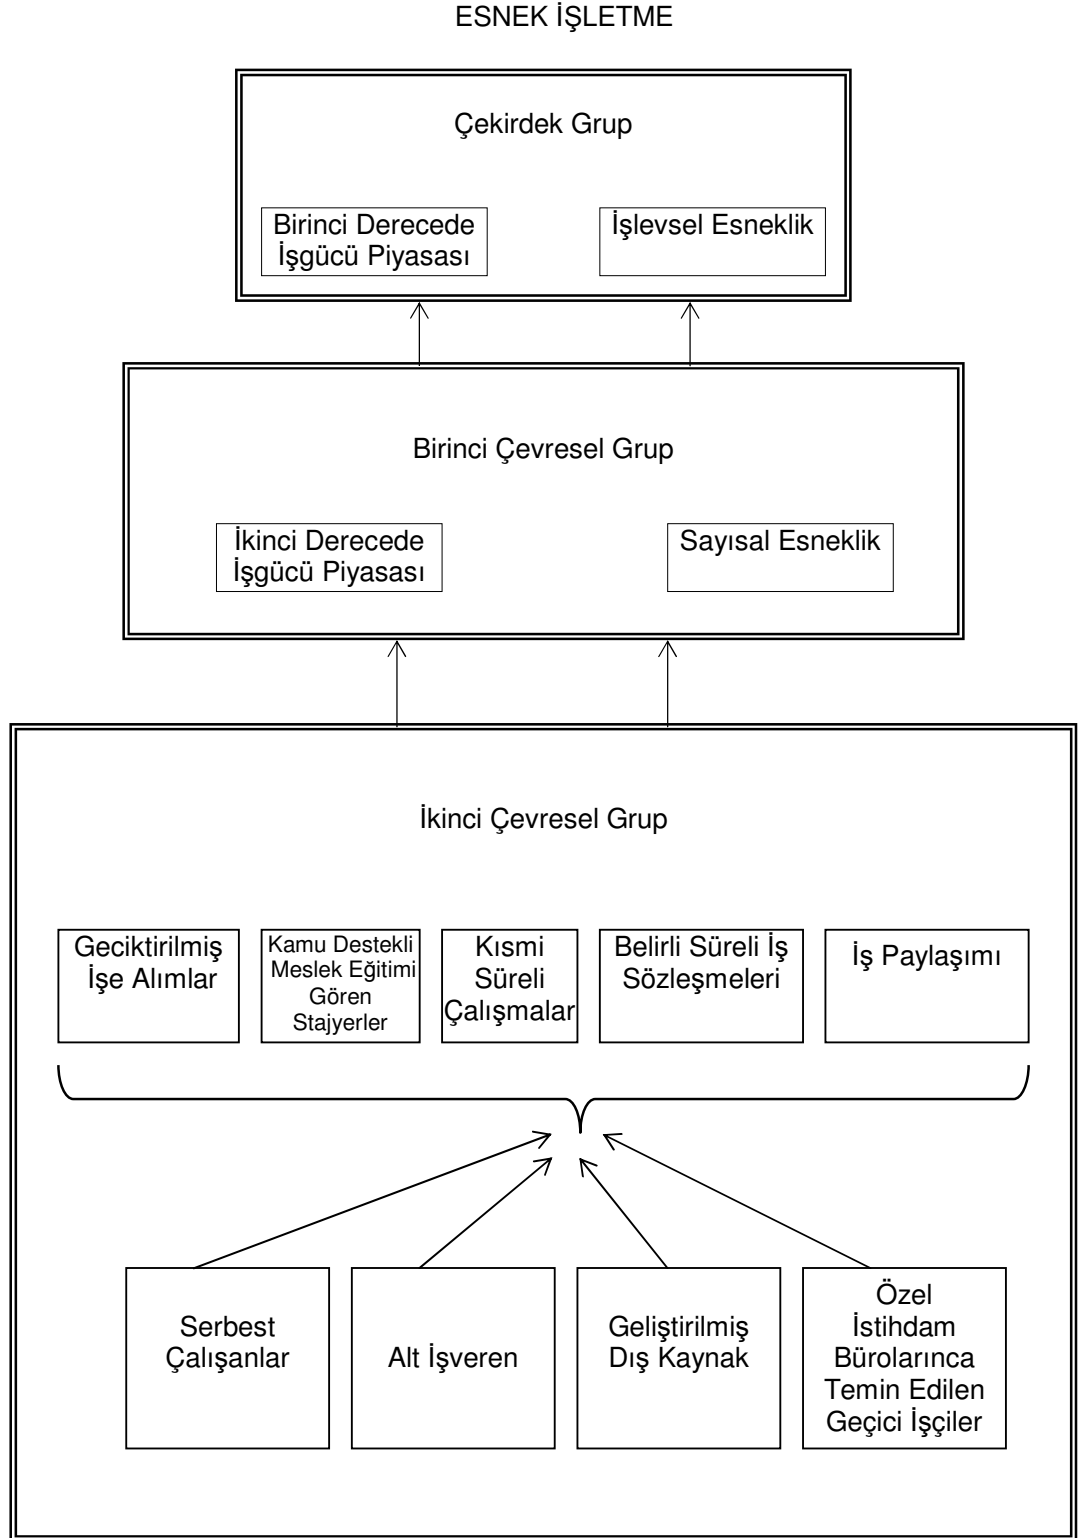 ESNEK İŞLETME
Çekirdek Grup
Birinci Derecede
İşgücü Piyasası
İşlevsel Esneklik
Birinci Çevresel Grup
İkinci Derecede
İşgücü Piyasası
Sayısal Esneklik
İkinci Çevresel Grup
Geciktirilmiş
İşe Alımlar
Kamu Destekli
Meslek Eğitimi
Gören
Stajyerler
Kısmi
Süreli
Çalışmalar
Belirli Süreli İş
Sözleşmeleri
İş Paylaşımı
Serbest
Çalışanlar
Alt İşveren
Geliştirilmiş
Dış Kaynak
Özel
İstihdam
Bürolarınca
Temin Edilen
Geçici İşçiler